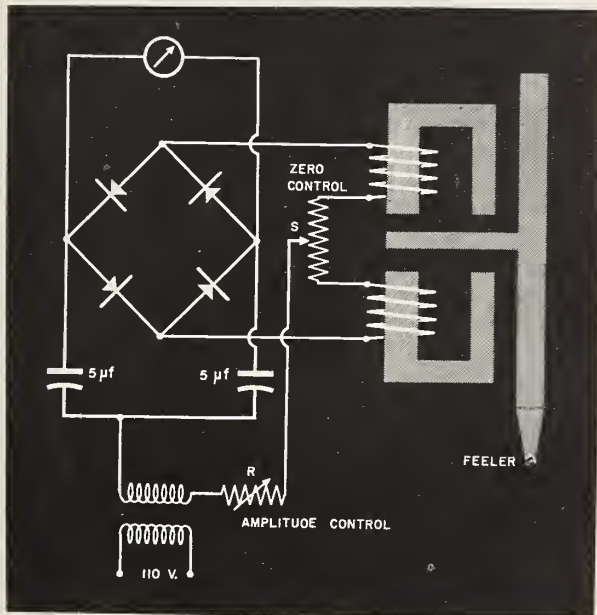 ZERO
CONTROL
S
5 µf
5 µf
R
AMPLITUDE CONTROL
110 V.
FEELER